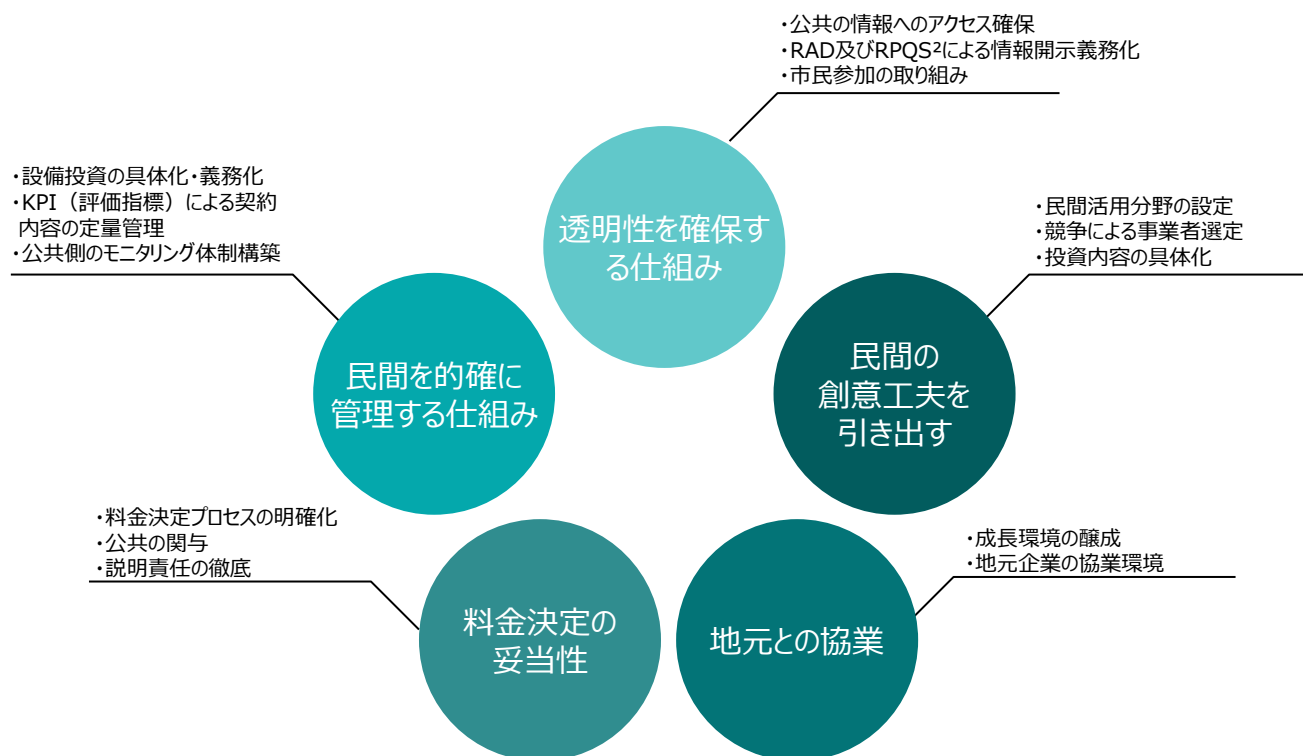 ・公共の情報へのアクセス確保
・RAD及びRPQS²による情報開示義務化
・市民参加の取り組み
透明性を確保す
る仕組み
・設備投資の具体化・義務化
・KPI（評価指標）による契約
内容の定量管理
・公共側のモニタリング体制構築
民間を的確に
管理する仕組み
・民間活用分野の設定
・競争による事業者選定
・投資内容の具体化
民間の
創意工夫を
引き出す
・料金決定プロセスの明確化
・公共の関与
・説明責任の徹底
料金決定の
妥当性
・成長環境の醸成
・地元企業の協業環境
地元との協業